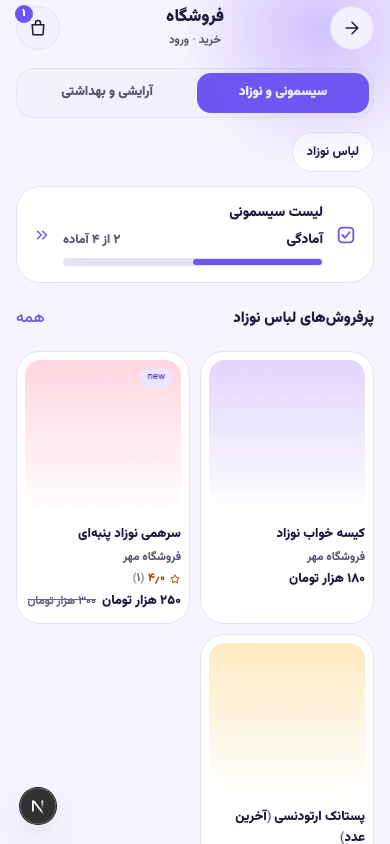 فروشگاه
۱
خرید · ورود
سیسمونی و نوزاد
آرایشی و بهداشتی
لباس نوزاد
لیست سیسمونی
آمادگی
۲ از ۴ آماده
پرفروش‌های لباس نوزاد
همه
کیسه خواب نوزاد
فروشگاه مهر
۱۸۰ هزار تومان
new
سرهمی نوزاد پنبه‌ای
فروشگاه مهر
۴٫۰ (۱)
۲۵۰ هزار تومان ۳۰۰ هزار تومان
پستانک ارتودنسی (آخرین
عدد)
N